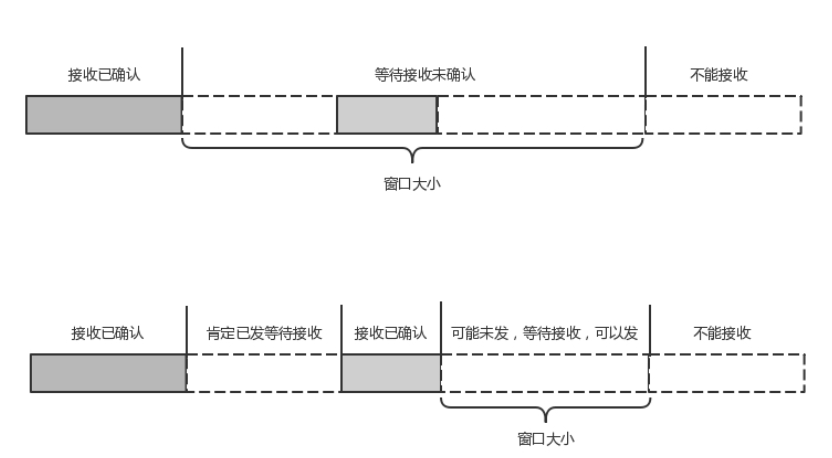 接收已确认 等待接收未确认 不能接收
窗口大小
接收已确认 肯定已发等待接收 接收已确认 可能未发，等待接收，可以发 不能接收
窗口大小